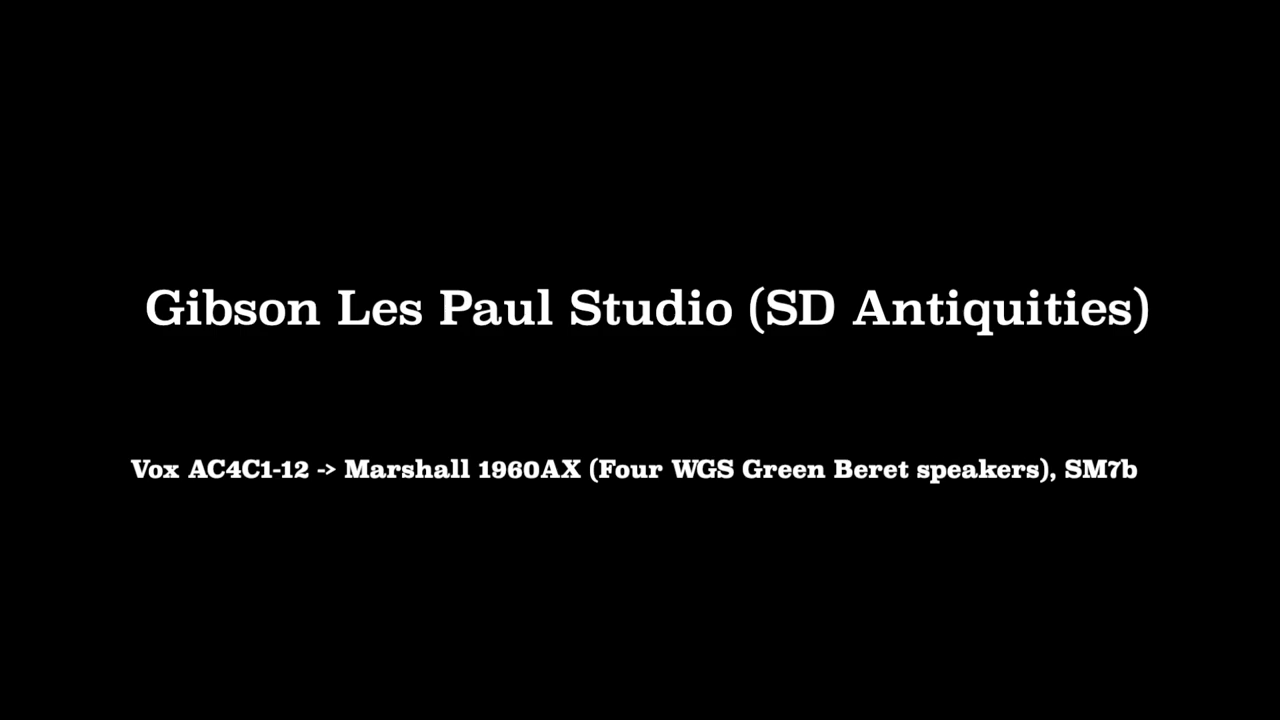 Gibson Les Paul Studio (SD Antiquities)
Vox AC4C1-12 -> Marshall 1960AX (Four WGS Green Beret speakers), SM7b